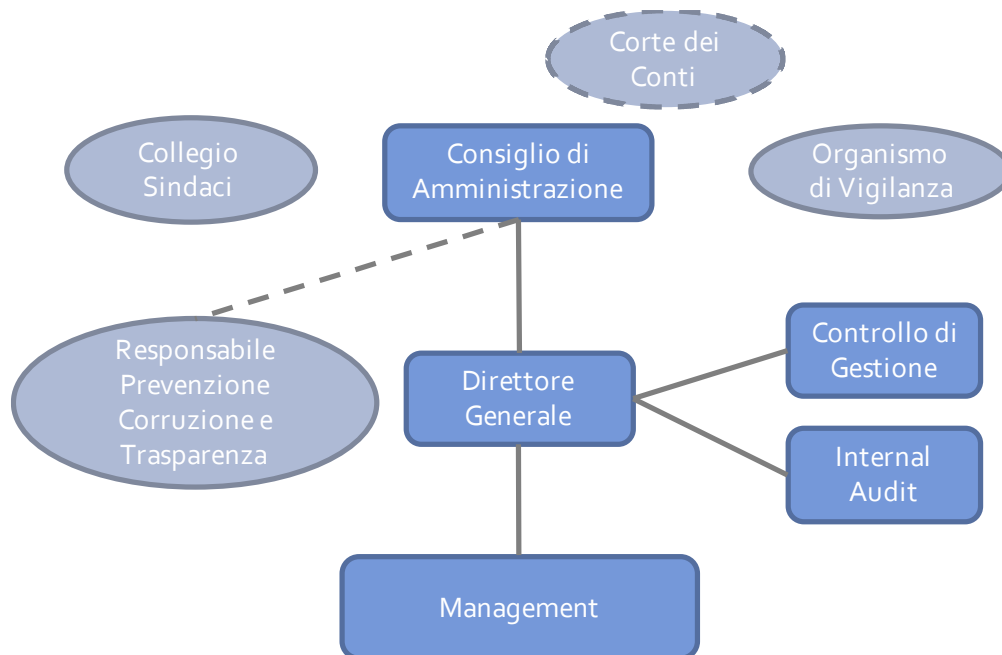 Corte dei
Conti
Collegio
Sindaci
Consiglio di
Amministrazione
Organismo
di Vigilanza
Responsabile
Prevenzione
Corruzione e
Trasparenza
Direttore
Generale
Controllo di
Gestione
Internal
Audit
Management